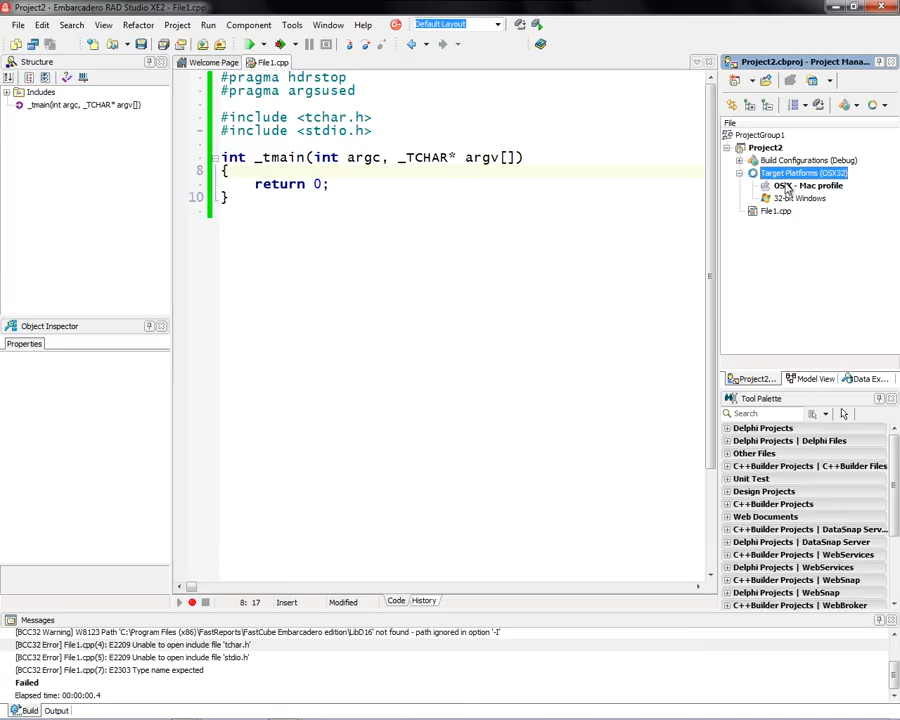 Project2 - Embarcadero RAD Studio XE2 - File1.cpp
File Edit Search View Refactor Project Run Component Tools Window Help Default Layout
Structure
Includes
_tmain(int argc, _TCHAR* argv[])
Object Inspector
Properties
Welcome Page File1.cpp
#pragma hdrstop
#pragma argsused
#include <tchar.h>
#include <stdio.h>
int _tmain(int argc, _TCHAR* argv[])
8 {
return 0;
10 }
8: 17 Insert Modified Code History
Project2.cbproj - Project Mana...
File
ProjectGroup1
Project2
Build Configurations (Debug)
Target Platforms (OSX32)
OSX - Mac profile
32-bit Windows
File1.cpp
Project2... Model View Data Ex...
Tool Palette
Search
Delphi Projects
Delphi Projects | Delphi Files
Other Files
C++Builder Projects | C++Builder Files
Unit Test
Design Projects
C++Builder Projects
Web Documents
C++Builder Projects | DataSnap Serv...
Delphi Projects | DataSnap Server
C++Builder Projects | WebServices
Delphi Projects | WebServices
C++Builder Projects | WebSnap
Delphi Projects | WebSnap
C++Builder Projects | WebBroker
Messages
[BCC32 Warning] W8123 Path 'C:\Program Files (x86)\FastReports\FastCube Embarcadero edition\LibD16' not found - path ignored in option '-I'
[BCC32 Error] File1.cpp(4): E2209 Unable to open include file 'tchar.h'
[BCC32 Error] File1.cpp(5): E2209 Unable to open include file 'stdio.h'
[BCC32 Error] File1.cpp(7): E2303 Type name expected
Failed
Elapsed time: 00:00:00.4
Build Output